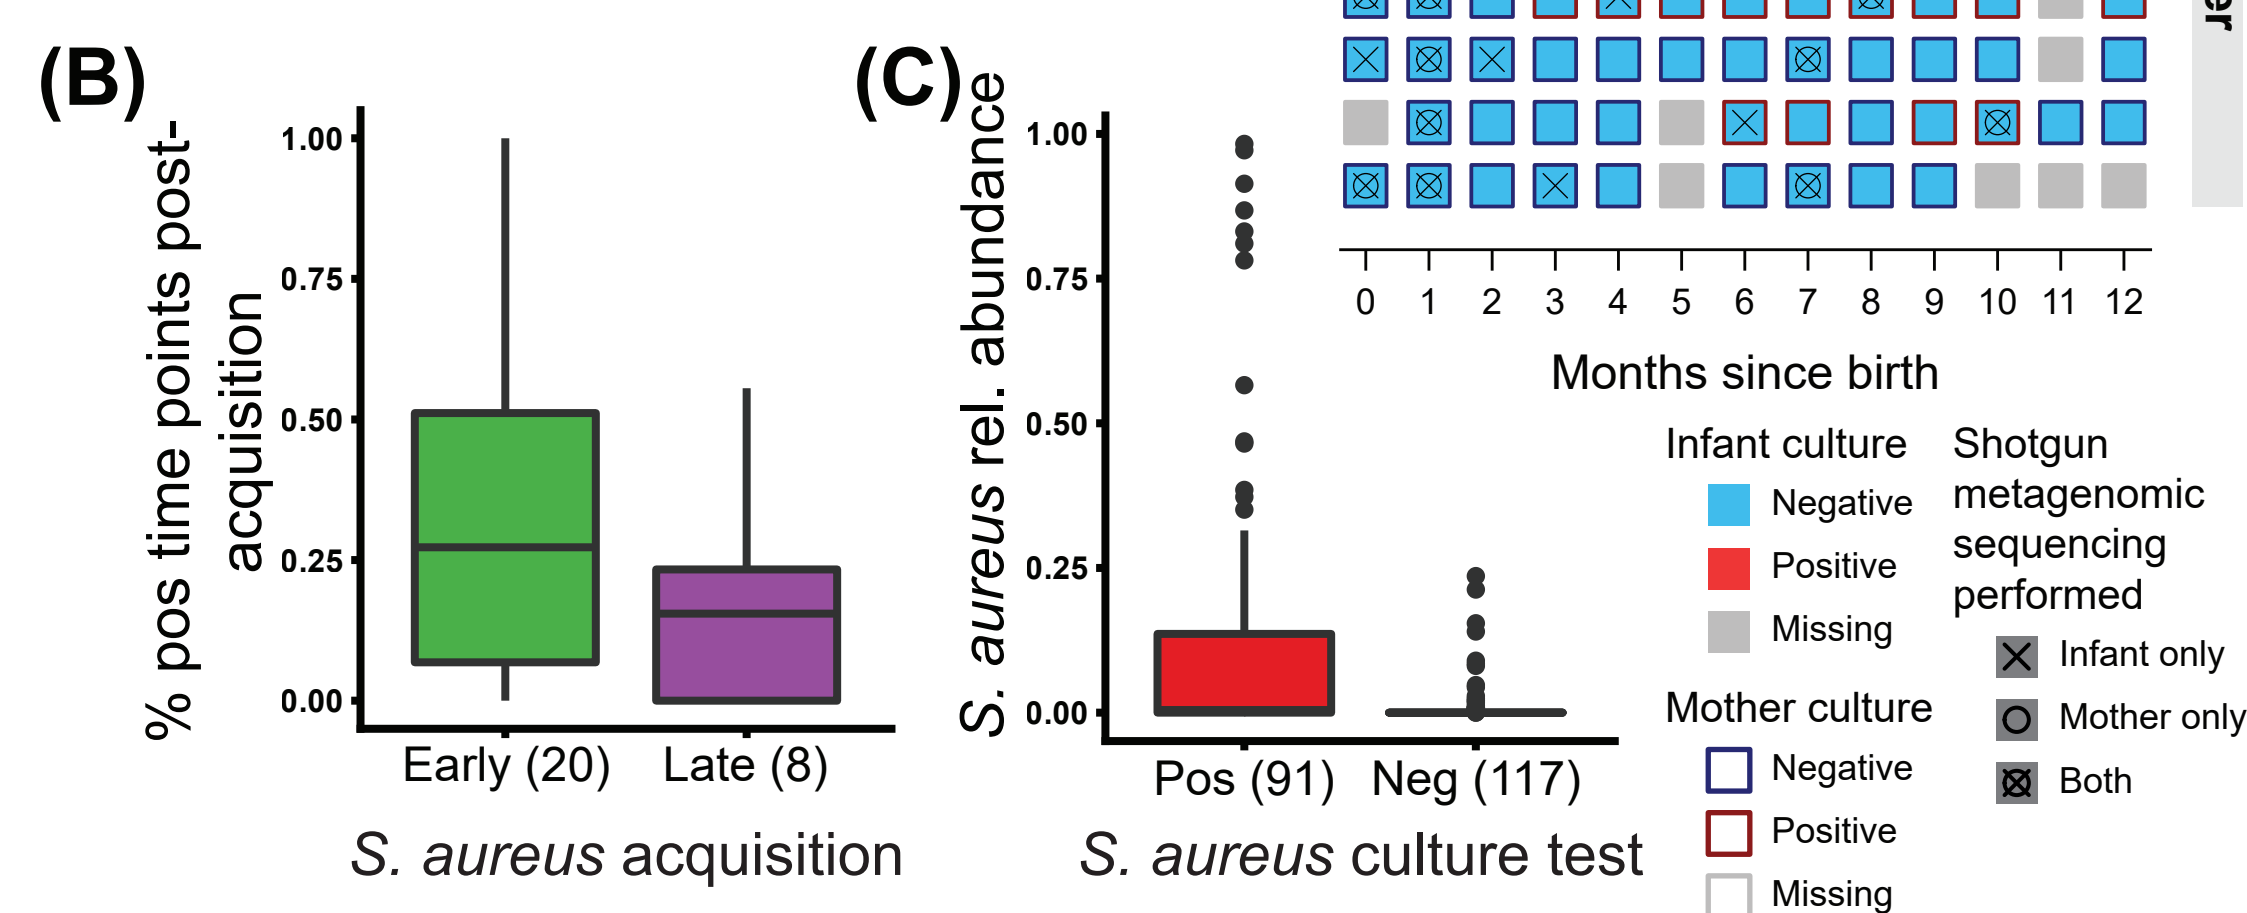 (B)
% pos time points post-
acquisition
1.00
0.75
0.50
0.25
0.00
Early (20)
Late (8)
S. aureus acquisition
(C)
S. aureus rel. abundance
1.00
0.75
0.50
0.25
0.00
Pos (91)
Neg (117)
S. aureus culture test
er
0 1 2 3 4 5 6 7 8 9 10 11 12
Months since birth
Infant culture
Negative
Positive
Missing
Mother culture
Negative
Positive
Missing
Shotgun
metagenomic
sequencing
performed
Infant only
Mother only
Both